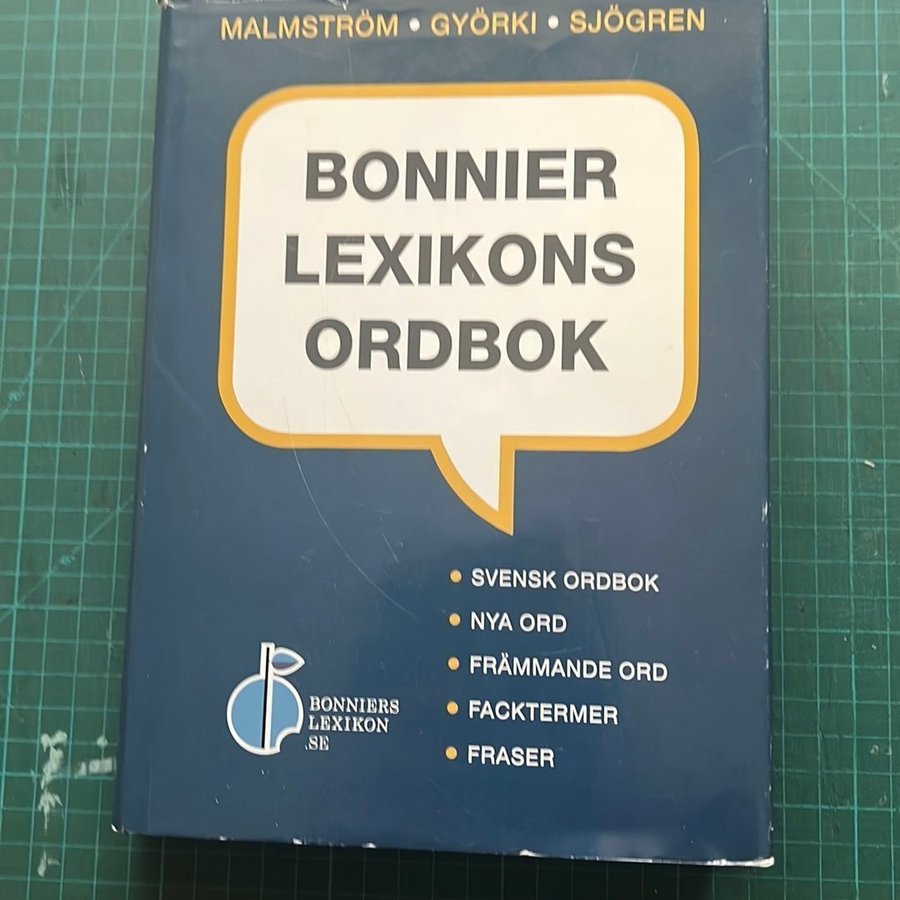 MALMSTRÖM • GYÖRKI • SJÖGREN
BONNIER
LEXIKONS
ORDBOK
• SVENSK ORDBOK
• NYA ORD
• FRÄMMANDE ORD
• FACKTERMER
• FRASER
BONNIERS
LEXIKON
.SE